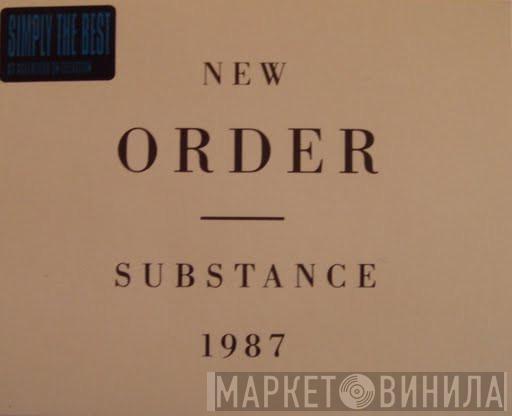 SIMPLY THE BEST
NEW
ORDER
SUBSTANCE
1987
МАРКЕТ ВИНИЛА